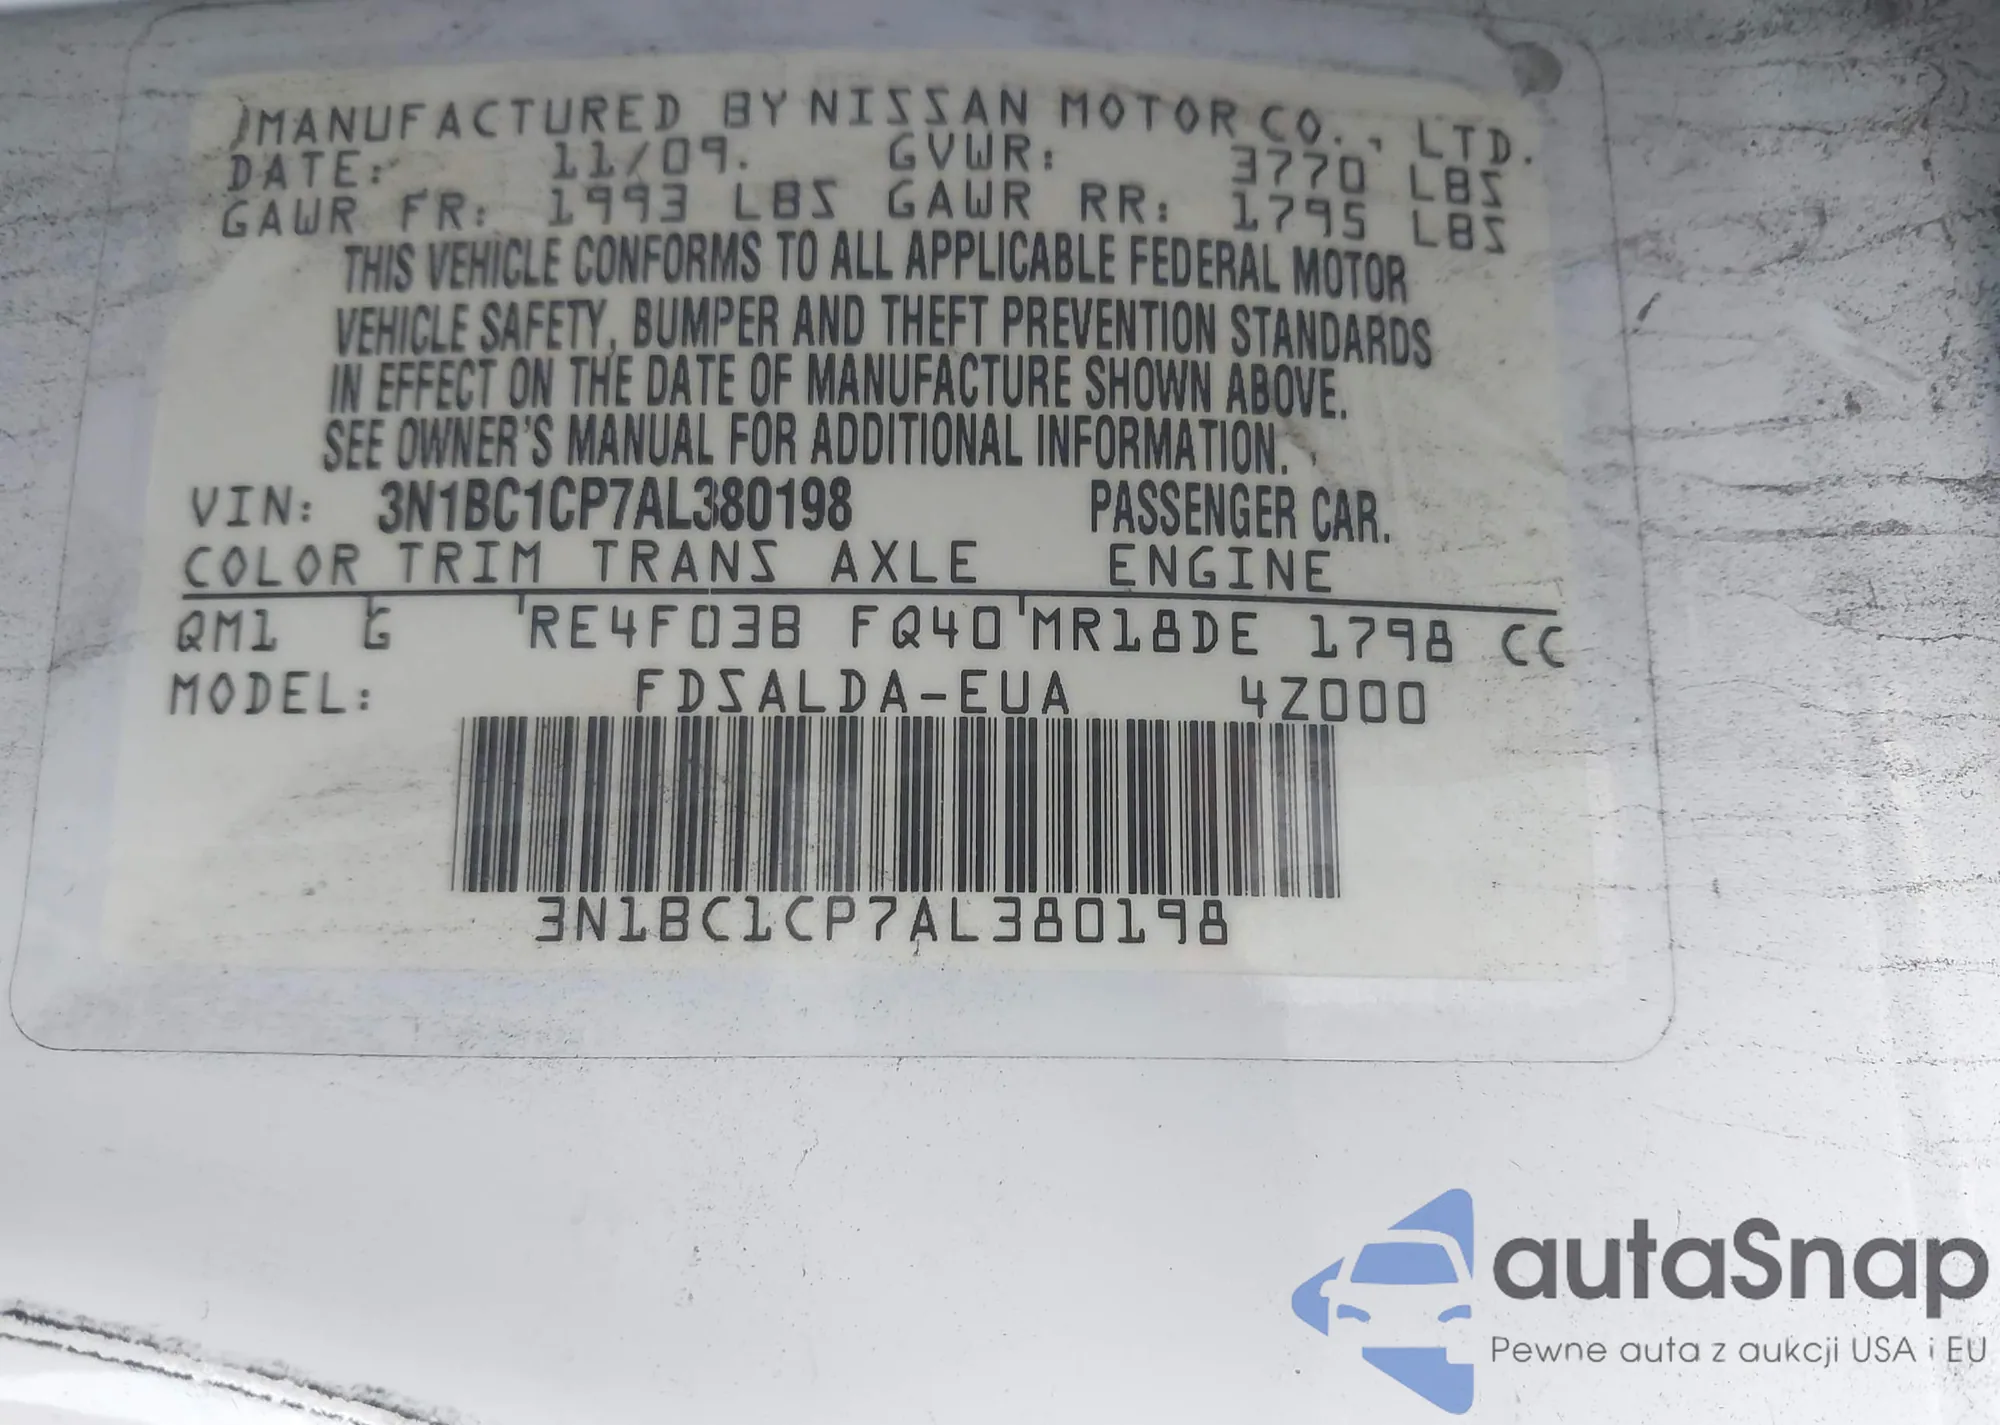 MANUFACTURED BY NISSAN MOTOR CO., LTD.
DATE: 11/09. GVWR: 3770 LBS
GAWR FR: 1993 LBS GAWR RR: 1795 LBS
THIS VEHICLE CONFORMS TO ALL APPLICABLE FEDERAL MOTOR
VEHICLE SAFETY, BUMPER AND THEFT PREVENTION STANDARDS
IN EFFECT ON THE DATE OF MANUFACTURE SHOWN ABOVE.
SEE OWNER'S MANUAL FOR ADDITIONAL INFORMATION.
VIN: 3N1BC1CP7AL380198 PASSENGER CAR.
COLOR TRIM TRANS AXLE ENGINE
QM1 G RE4F03B FQ40 MR18DE 1798 CC
MODEL: FDSALDA-EUA 4Z000
3N1BC1CP7AL380198
autaSnap
Pewne auta z aukcji USA i EU